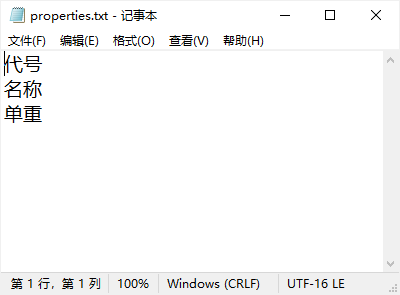 properties.txt - 记事本
文件(F) 编辑(E) 格式(O) 查看(V) 帮助(H)
代号
名称
单重
第 1 行，第 1 列 100% Windows (CRLF) UTF-16 LE